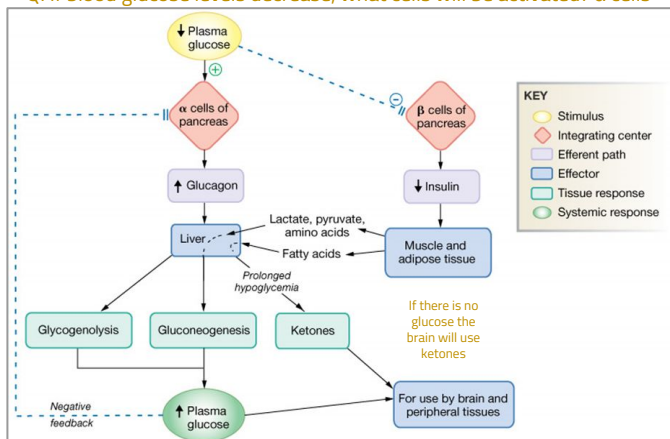 Q: If blood glucose levels decrease, what cells will be activated? α cells
↓ Plasma
glucose
+
−
α cells of
pancreas
β cells of
pancreas
KEY
Stimulus
Integrating center
Efferent path
Effector
Tissue response
Systemic response
↑ Glucagon
↓ Insulin
Liver
Lactate, pyruvate,
amino acids
Fatty acids
Muscle and
adipose tissue
Prolonged
hypoglycemia
Glycogenolysis
Gluconeogenesis
Ketones
If there is no
glucose the
brain will use
ketones
Negative
feedback
↑ Plasma
glucose
For use by brain and
peripheral tissues